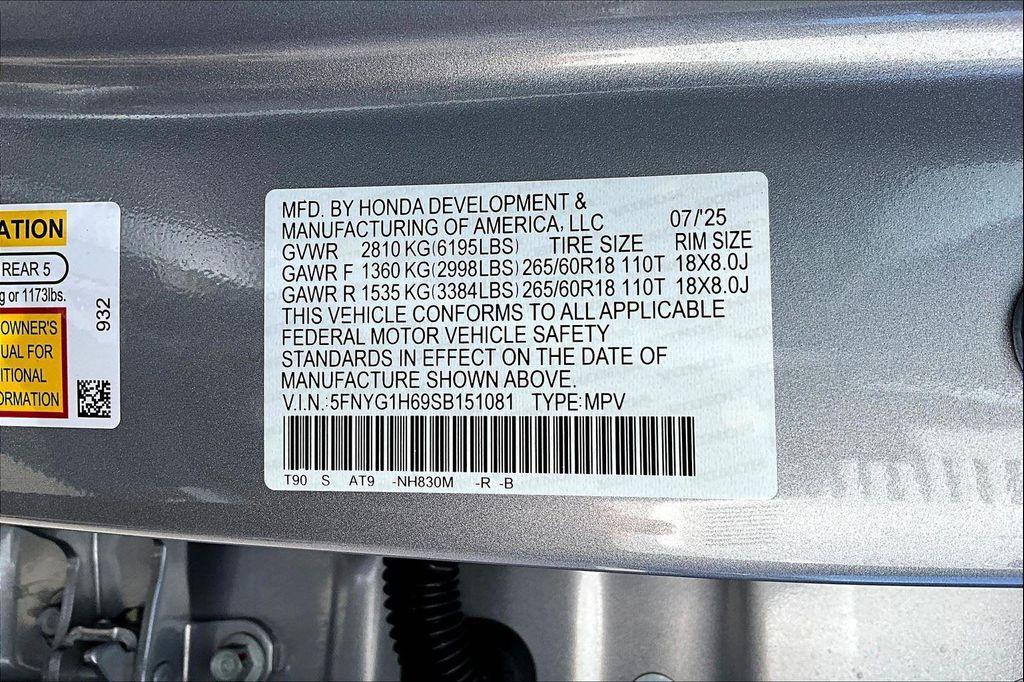 ATION
REAR 5
g or 1173lbs.
OWNER'S
UAL FOR
ITIONAL
ORMATION
932
MFD. BY HONDA DEVELOPMENT &
MANUFACTURING OF AMERICA, LLC 07/'25
GVWR 2810 KG(6195LBS) TIRE SIZE RIM SIZE
GAWR F 1360 KG(2998LBS) 265/60R18 110T 18X8.0J
GAWR R 1535 KG(3384LBS) 265/60R18 110T 18X8.0J
THIS VEHICLE CONFORMS TO ALL APPLICABLE
FEDERAL MOTOR VEHICLE SAFETY
STANDARDS IN EFFECT ON THE DATE OF
MANUFACTURE SHOWN ABOVE.
V.I.N.:5FNYG1H69SB151081 TYPE:MPV
T90 S AT9 -NH830M -R -B